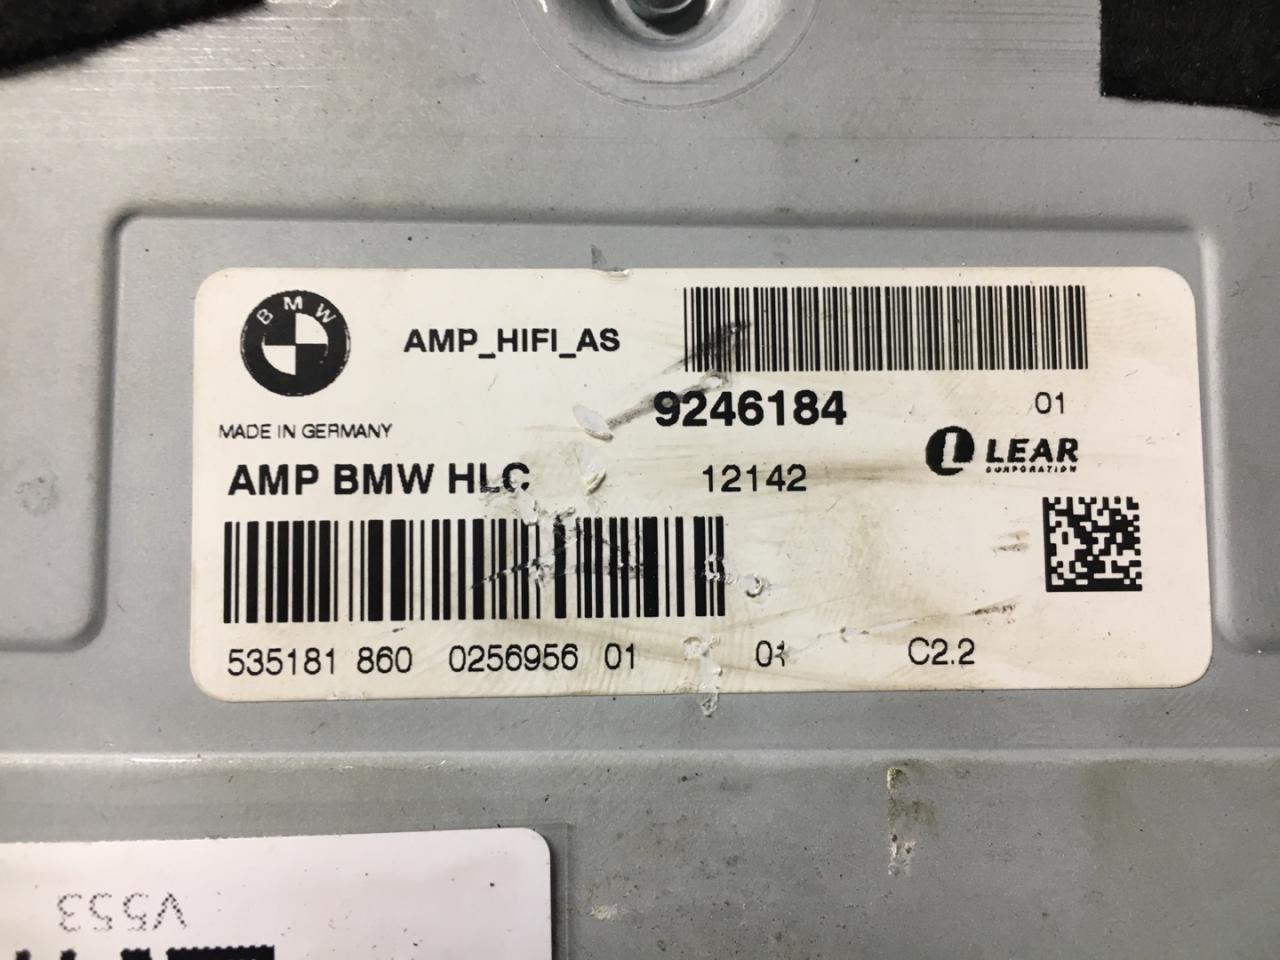 BMW
AMP_HIFI_AS
9246184 01
MADE IN GERMANY
LEAR
CORPORATION
AMP BMW HLC 12142
535181 860 0256956 01 01 C2.2
V553